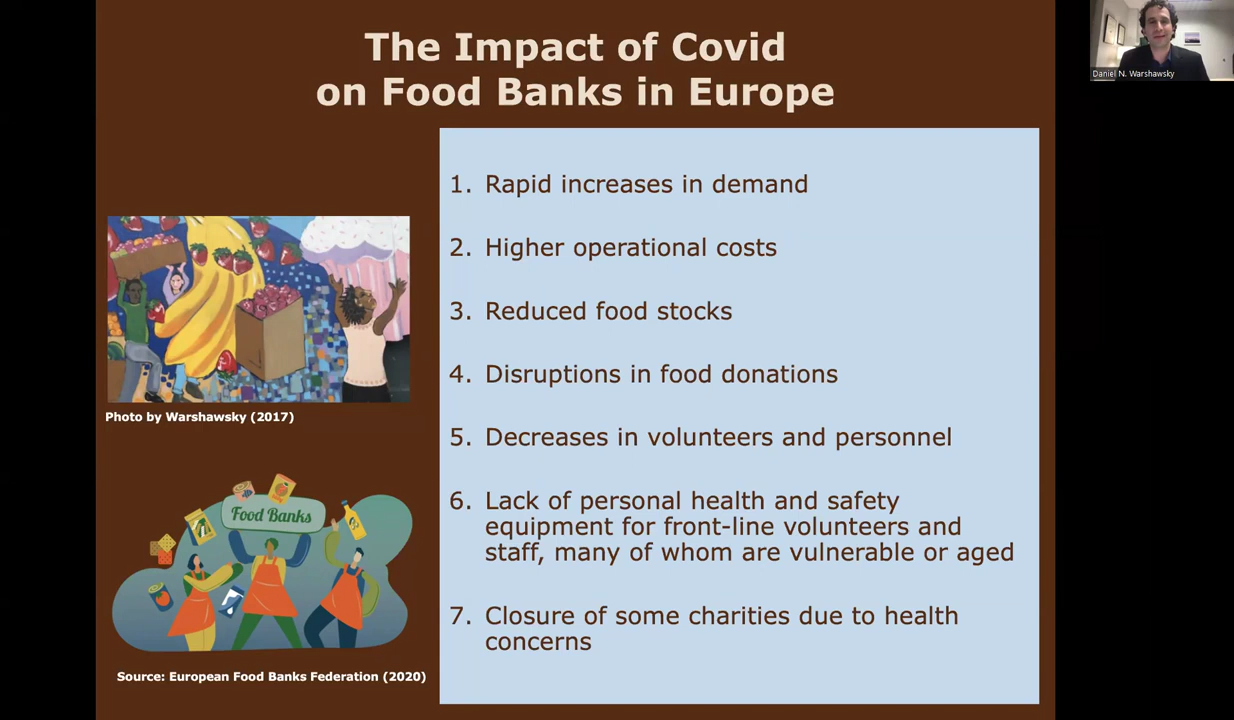 The Impact of Covid
on Food Banks in Europe
Daniel N. Warshawsky
1. Rapid increases in demand
2. Higher operational costs
3. Reduced food stocks
4. Disruptions in food donations
5. Decreases in volunteers and personnel
6. Lack of personal health and safety
equipment for front-line volunteers and
staff, many of whom are vulnerable or aged
7. Closure of some charities due to health
concerns
Photo by Warshawsky (2017)
Food Banks
Source: European Food Banks Federation (2020)